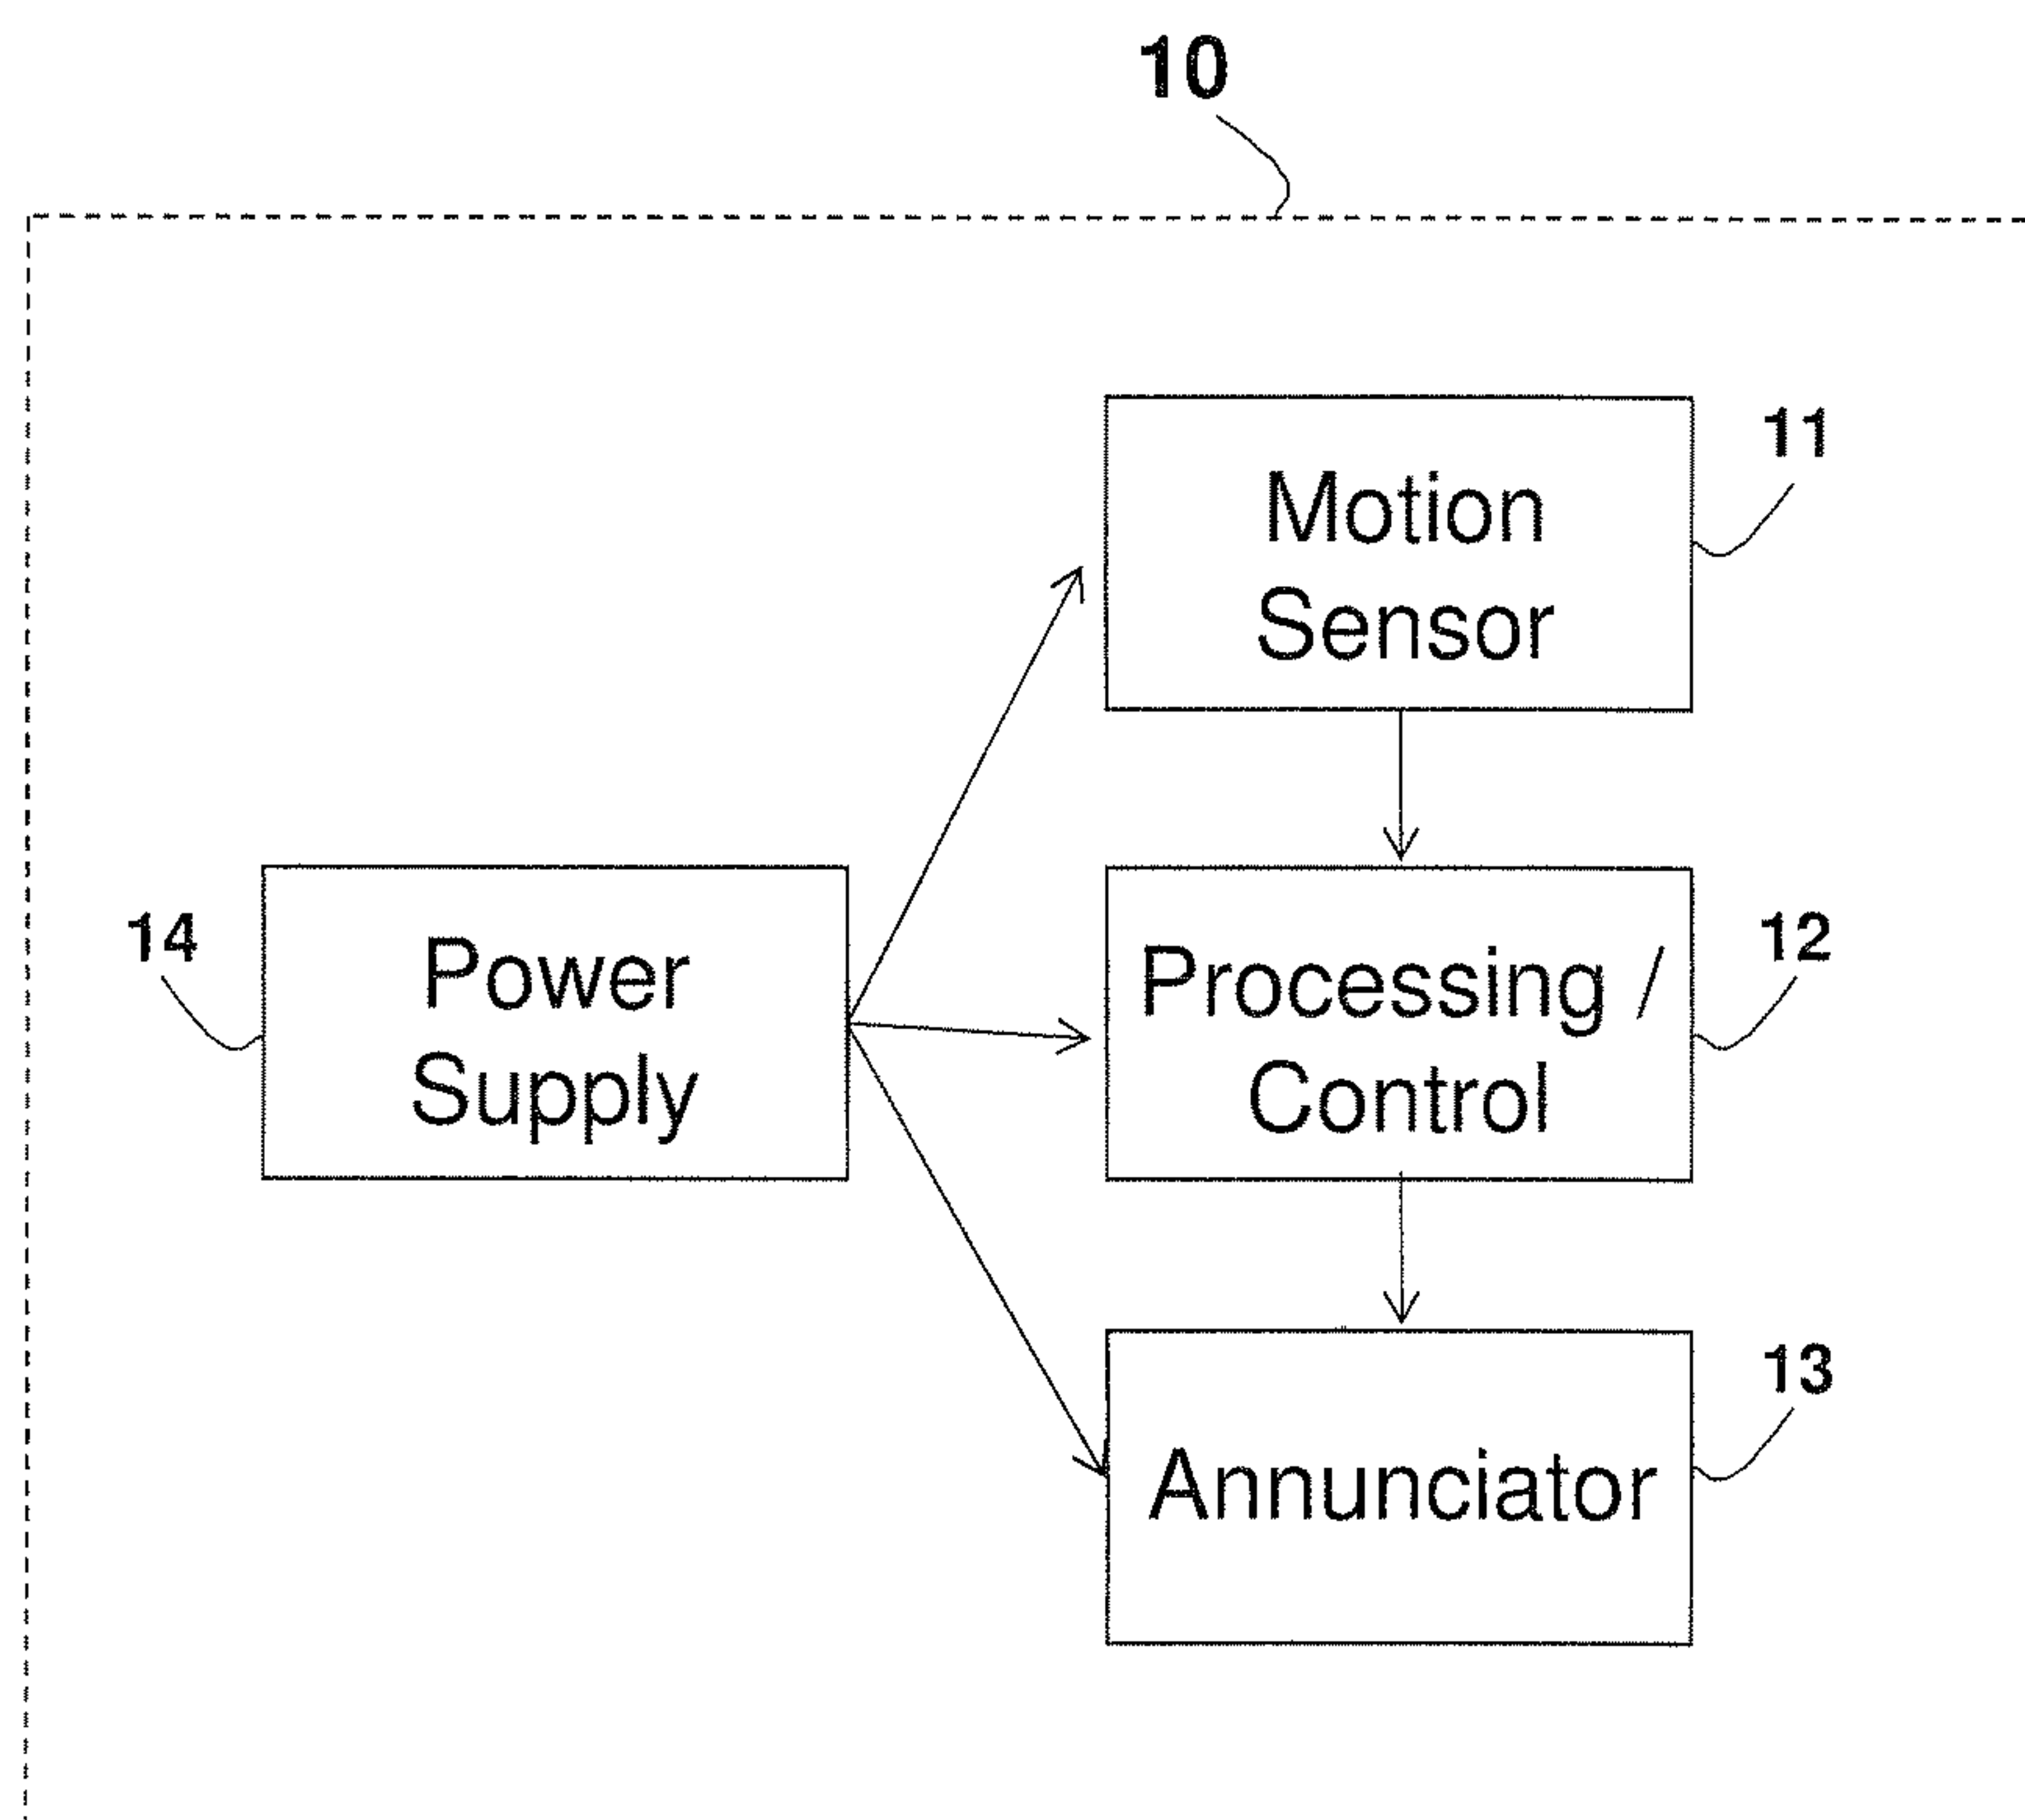 10
Motion
Sensor
11
14
Power
Supply
Processing /
Control
12
Annunciator
13